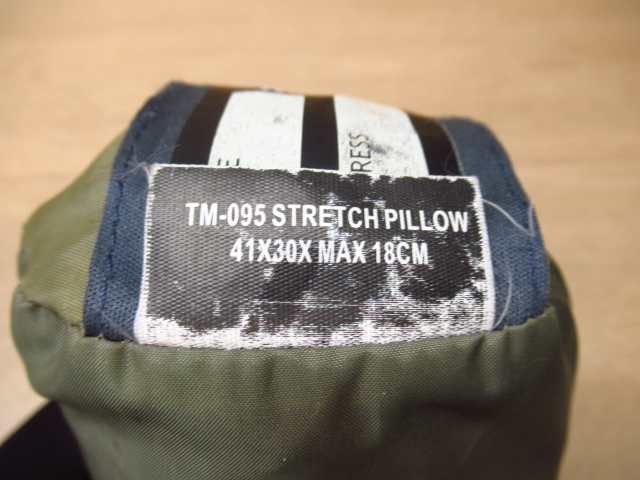 TM-095 STRETCH PILLOW
41X30X MAX 18CM